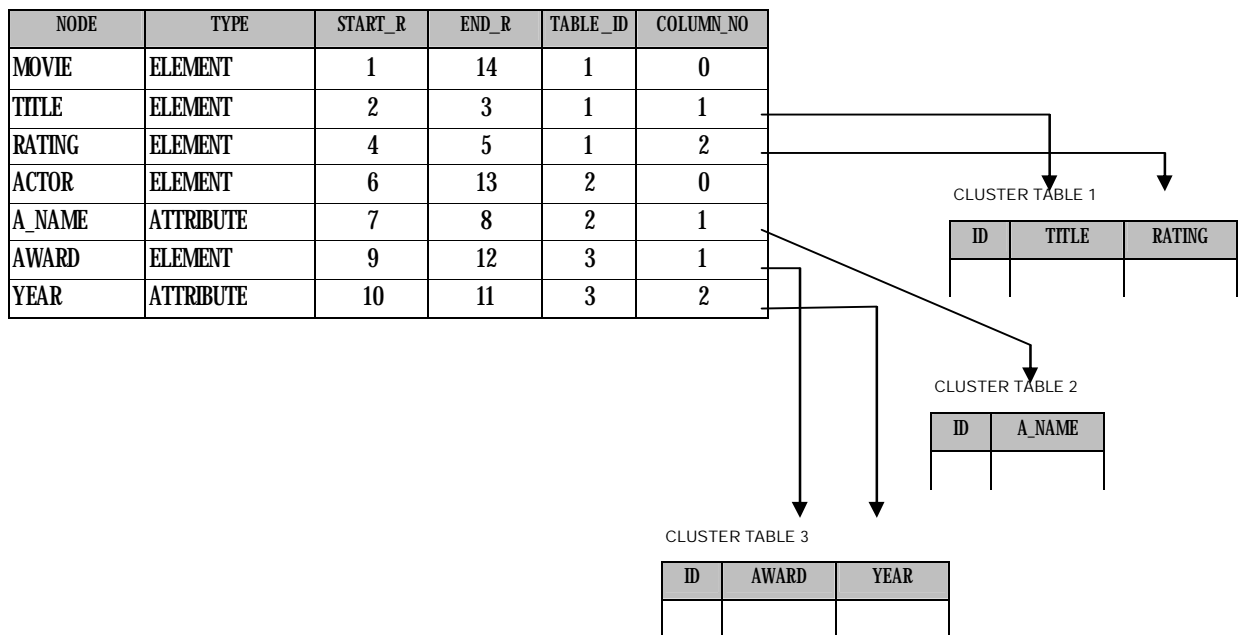 NODE TYPE START_R END_R TABLE_ID COLUMN_NO
MOVIE ELEMENT 1 14 1 0
TITLE ELEMENT 2 3 1 1
RATING ELEMENT 4 5 1 2
ACTOR ELEMENT 6 13 2 0
A_NAME ATTRIBUTE 7 8 2 1
AWARD ELEMENT 9 12 3 1
YEAR ATTRIBUTE 10 11 3 2
CLUSTER TABLE 1
ID TITLE RATING
CLUSTER TABLE 2
ID A_NAME
CLUSTER TABLE 3
ID AWARD YEAR